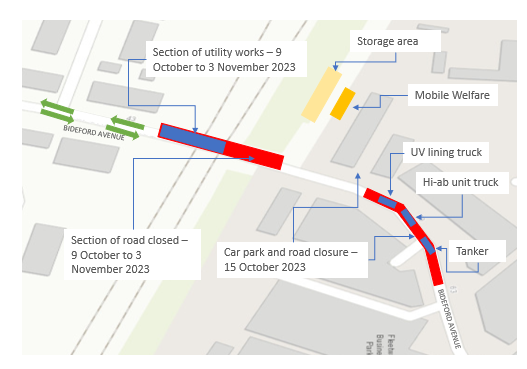 Section of utility works – 9
October to 3 November 2023
Storage area
Mobile Welfare
BIDEFORD AVENUE
UV lining truck
Hi-ab unit truck
Section of road closed –
9 October to 3
November 2023
Car park and road closure –
15 October 2023
Tanker
BIDEFORD AVENUE
Busine
Park